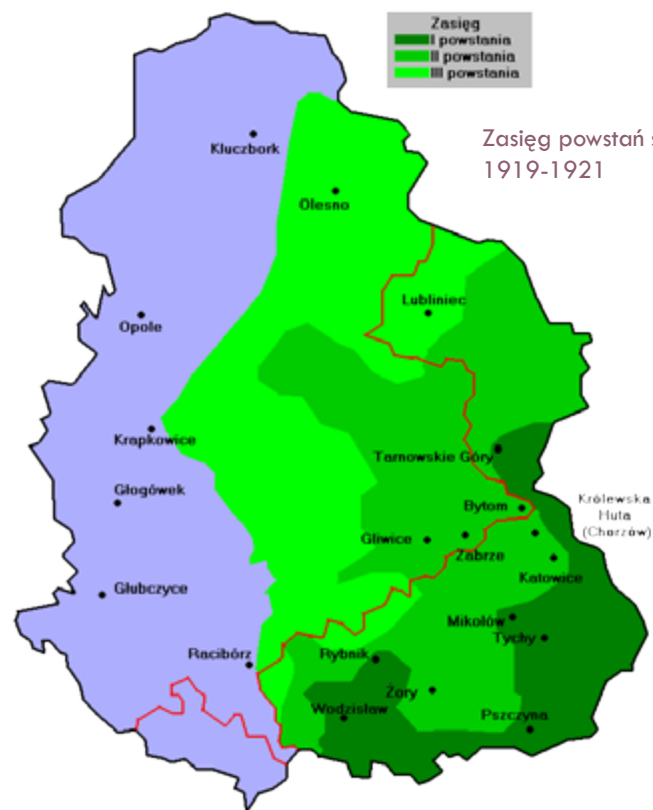 Zasięg
I powstania
II powstania
III powstania
Zasięg powstań
1919-1921
Kluczbork
Olesno
Lubliniec
Opole
Krapkowice
Tarnowskie Góry
Głogówek
Bytom
Królewska
Huta
(Chorzów)
Gliwice
Zabrze
Katowice
Głubczyce
Mikołów
Tychy
Racibórz
Rybnik
Żory
Wodzisław
Pszczyna